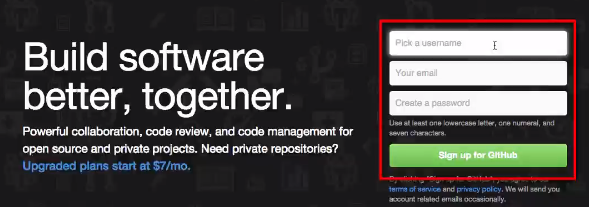 Build software
better, together.
Powerful collaboration, code review, and code management for
open source and private projects. Need private repositories?
Upgraded plans start at $7/mo.
Pick a username
Your email
Create a password
Use at least one lowercase letter, one numeral, and
seven characters.
Sign up for GitHub
By clicking "Sign up for GitHub", you agree to our
terms of service and privacy policy. We will send you
account related emails occasionally.